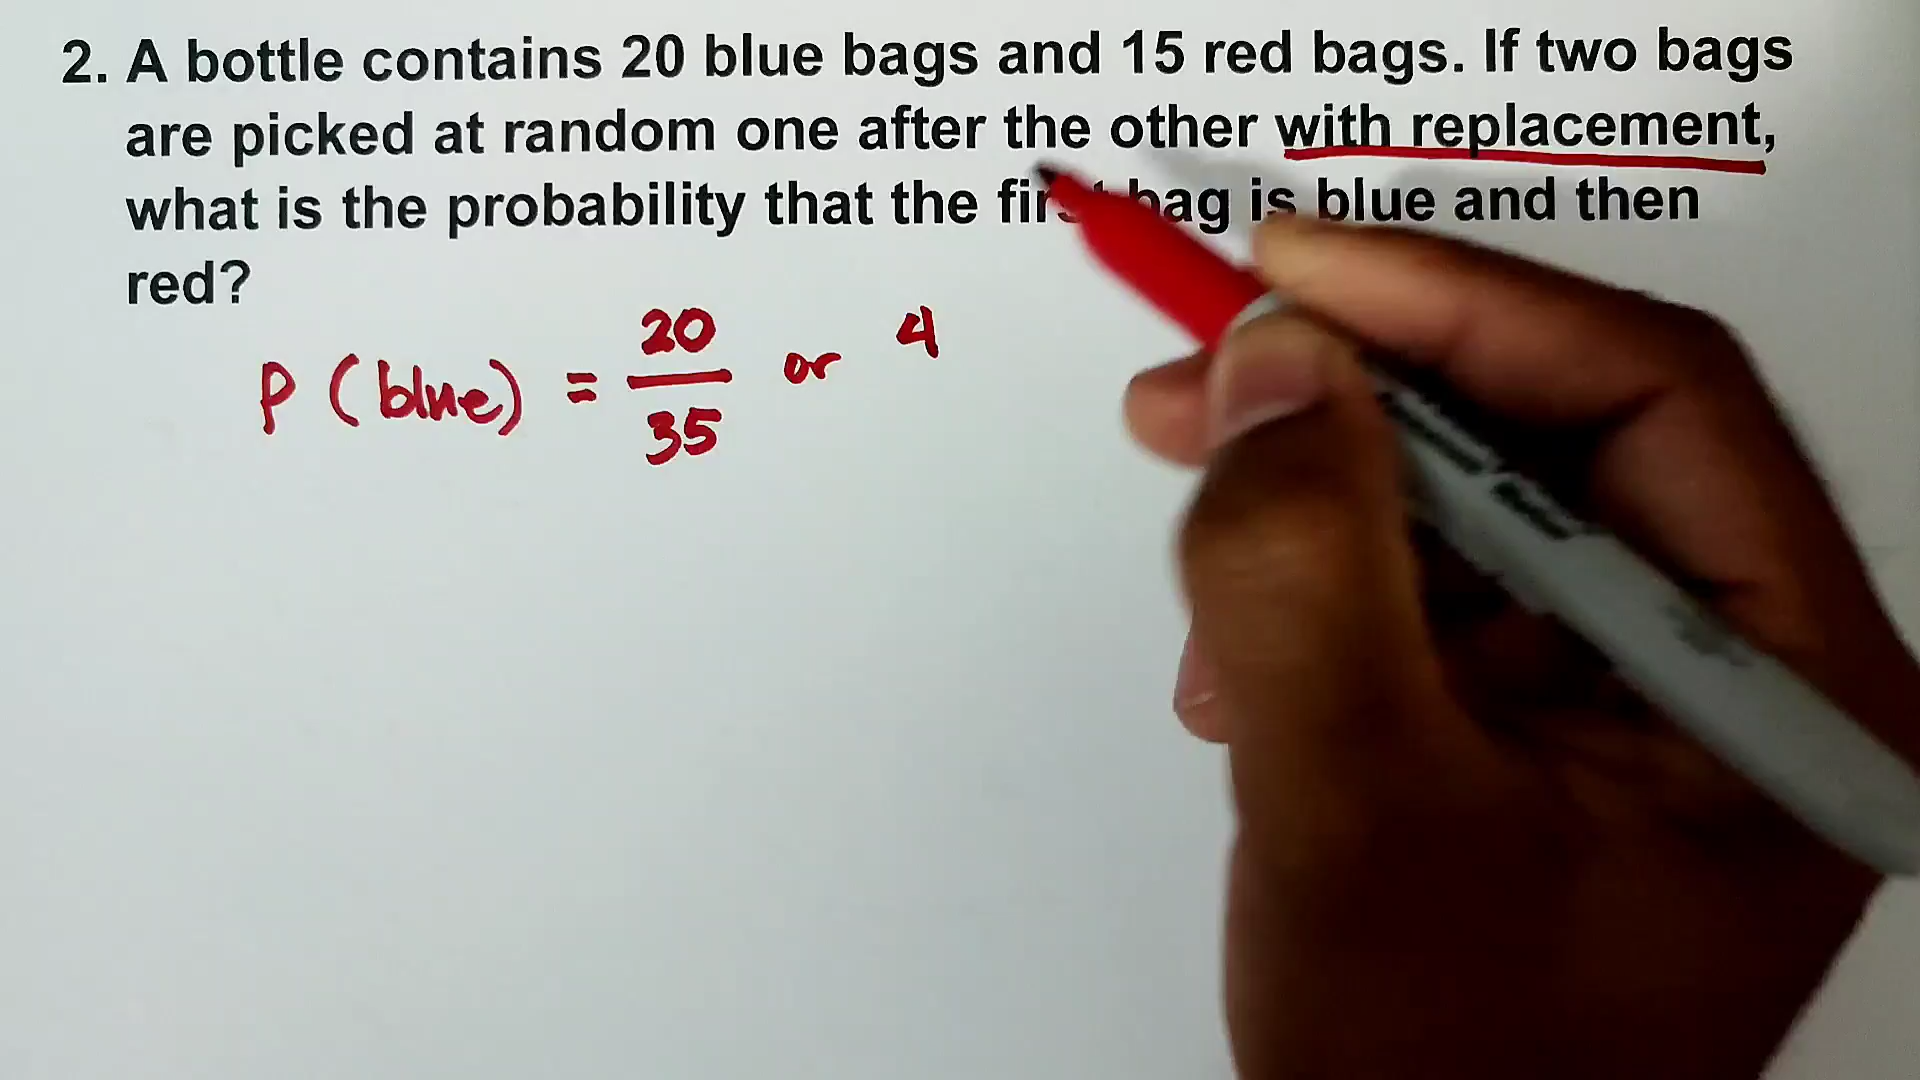 2. A bottle contains 20 blue bags and 15 red bags. If two bags
are picked at random one after the other with replacement,
what is the probability that the first bag is blue and then
red?
P (blue) = 20/35 or 4